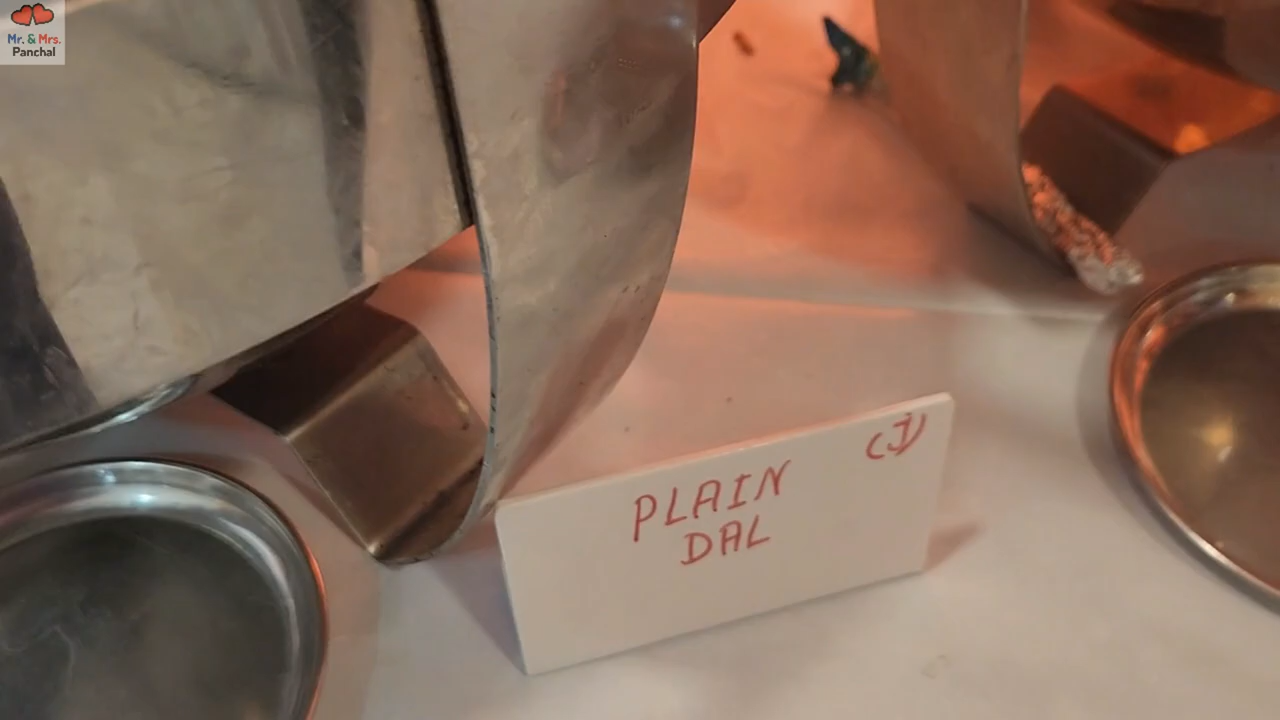 Mr. & Mrs.
Panchal
PLAIN
DAL
(J)